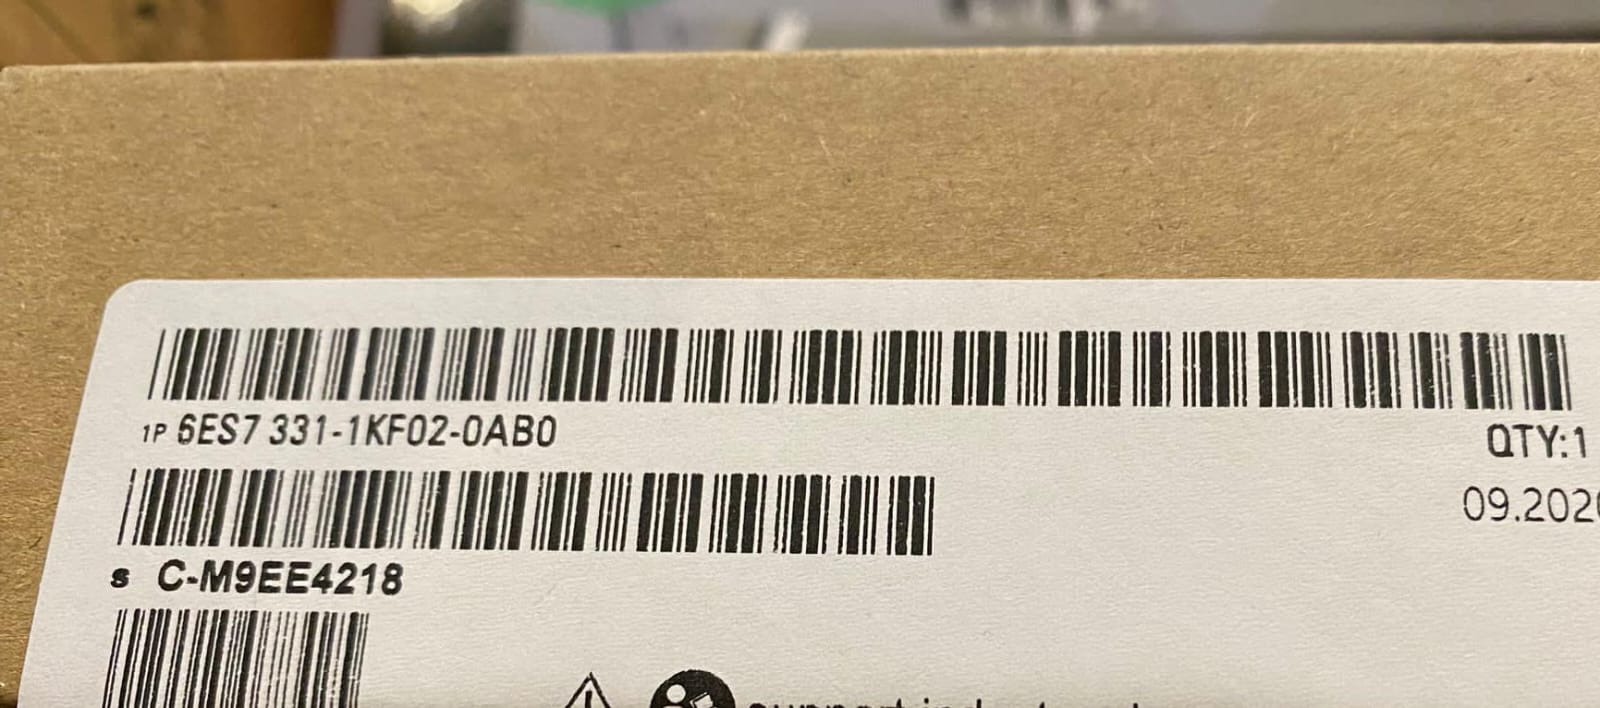 1P 6ES7 331-1KF02-0AB0
QTY:1
09.202
s C-M9EE4218